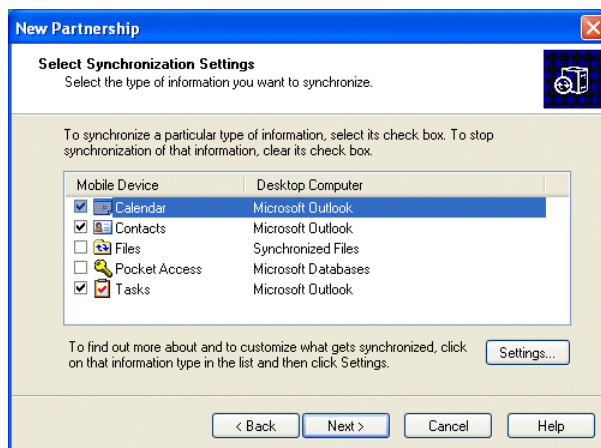 New Partnership
Select Synchronization Settings
Select the type of information you want to synchronize.
To synchronize a particular type of information, select its check box. To stop
synchronization of that information, clear its check box.
Mobile Device Desktop Computer
Calendar Microsoft Outlook
Contacts Microsoft Outlook
Files Synchronized Files
Pocket Access Microsoft Databases
Tasks Microsoft Outlook
To find out more about and to customize what gets synchronized, click
on that information type in the list and then click Settings.
Settings...
< Back Next > Cancel Help